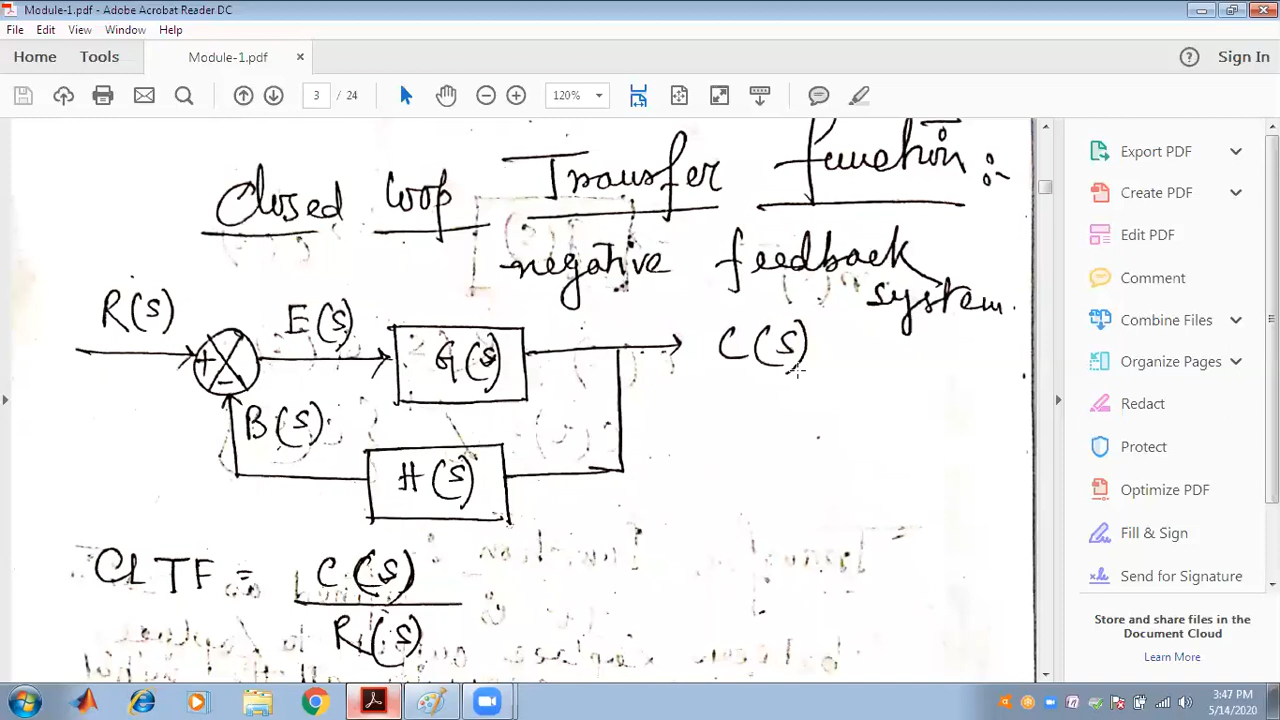 Module-1.pdf - Adobe Acrobat Reader DC
File Edit View Window Help
Home Tools Module-1.pdf × Sign In
3 / 24 120%
Closed loop Transfer function :-
negative feedback
system.
R(s) E(s) G(s) C(s)
+
-
B(s)
H(s)
CLTF = C(s)
R(s)
Export PDF
Create PDF
Edit PDF
Comment
Combine Files
Organize Pages
Redact
Protect
Optimize PDF
Fill & Sign
Send for Signature
Store and share files in the
Document Cloud
Learn More
3:47 PM
5/14/2020